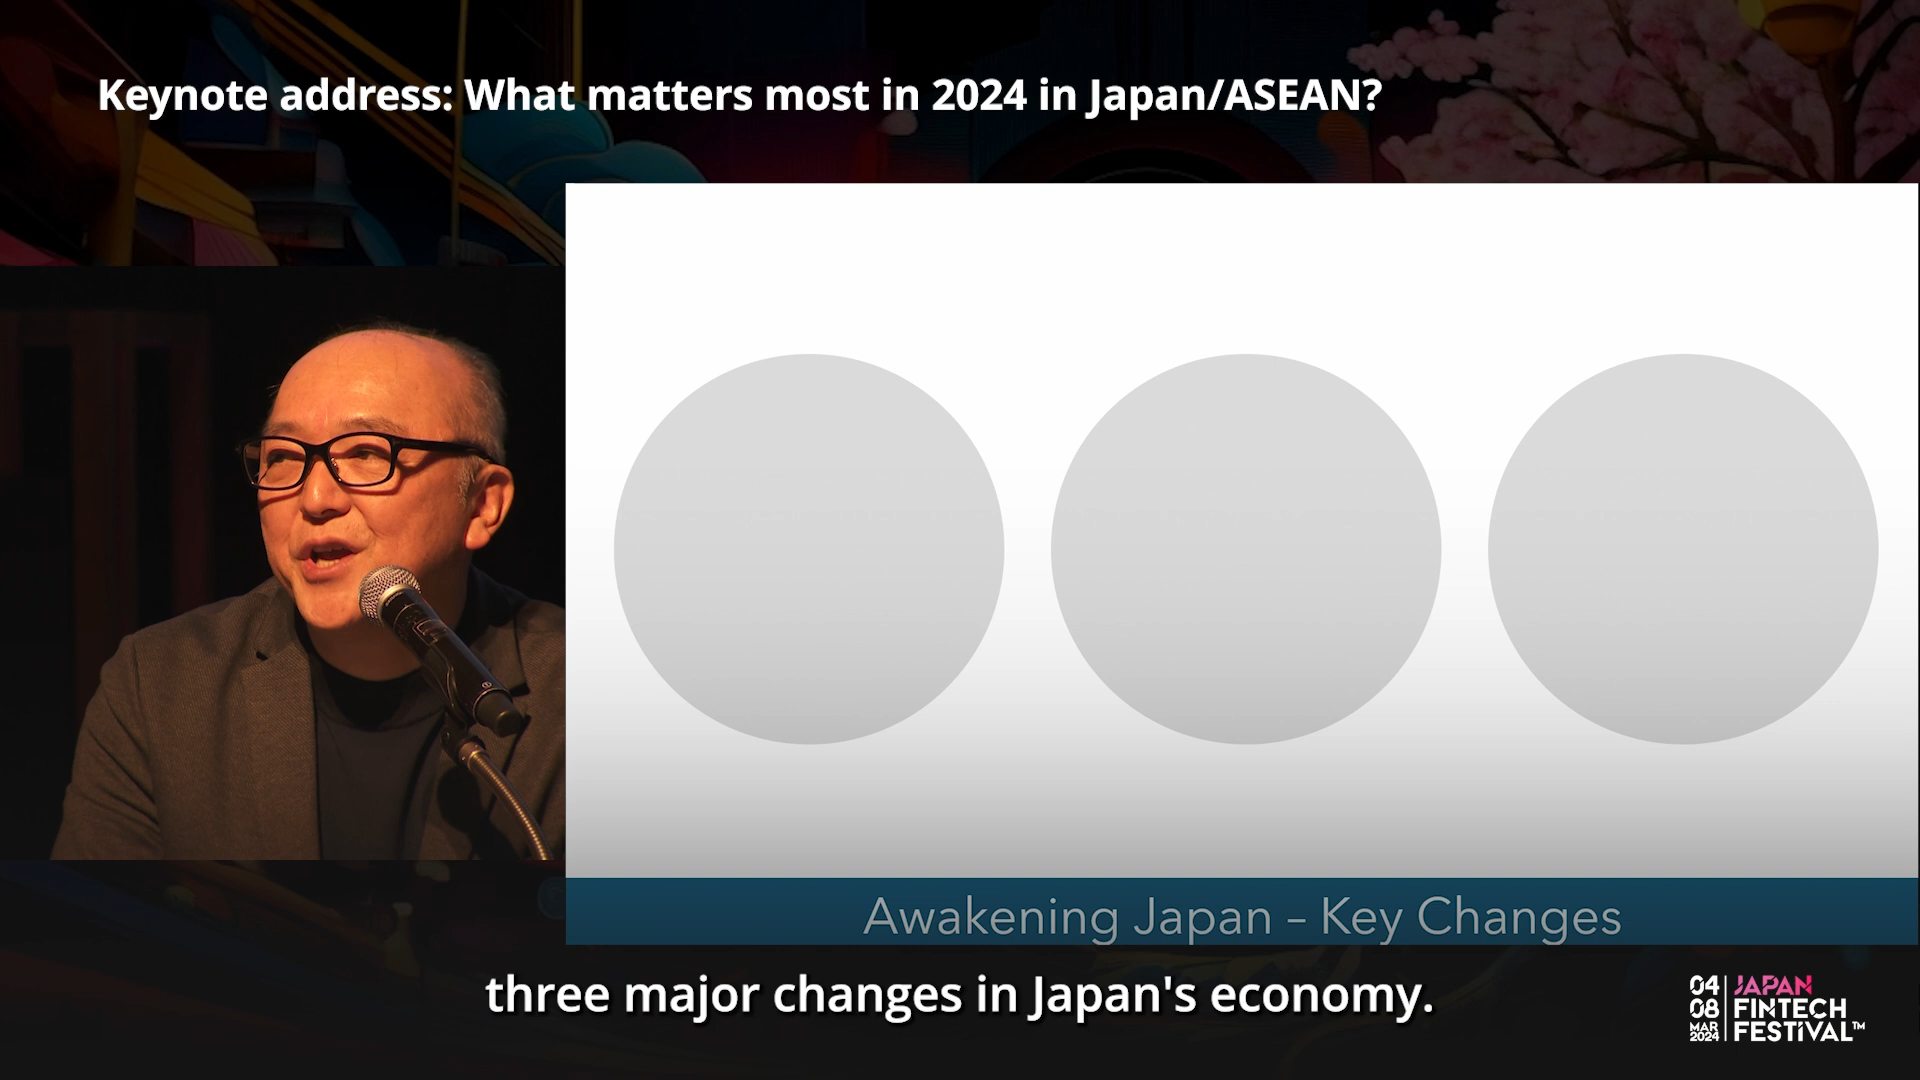 Keynote address: What matters most in 2024 in Japan/ASEAN?
Awakening Japan – Key Changes
three major changes in Japan's economy.
04
08
MAR
2024
JAPAN
FINTECH
FESTIVAL™